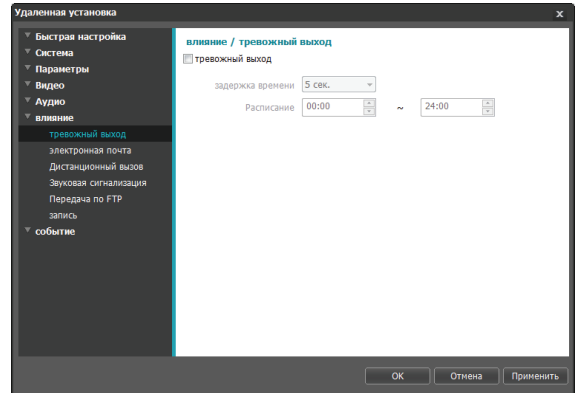 Удаленная установка
x
Быстрая настройка
Система
Параметры
Видео
Аудио
влияние
тревожный выход
электронная почта
Дистанционный вызов
Звуковая сигнализация
Передача по FTP
запись
событие
влияние / тревожный выход
тревожный выход
задержка времени 5 сек.
Расписание 00:00 ~ 24:00
OK Отмена Применить